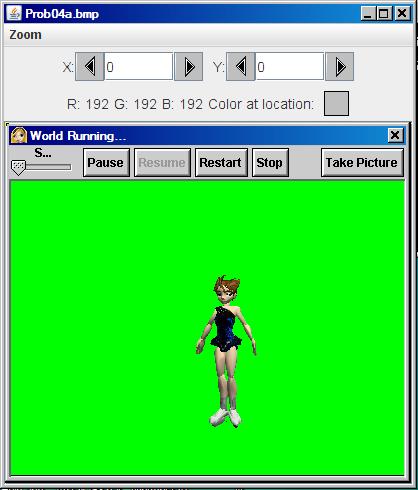 Prob04a.bmp
Zoom
X: 0 Y: 0
R: 192 G: 192 B: 192 Color at location:
World Running...
S...
Pause Resume Restart Stop Take Picture